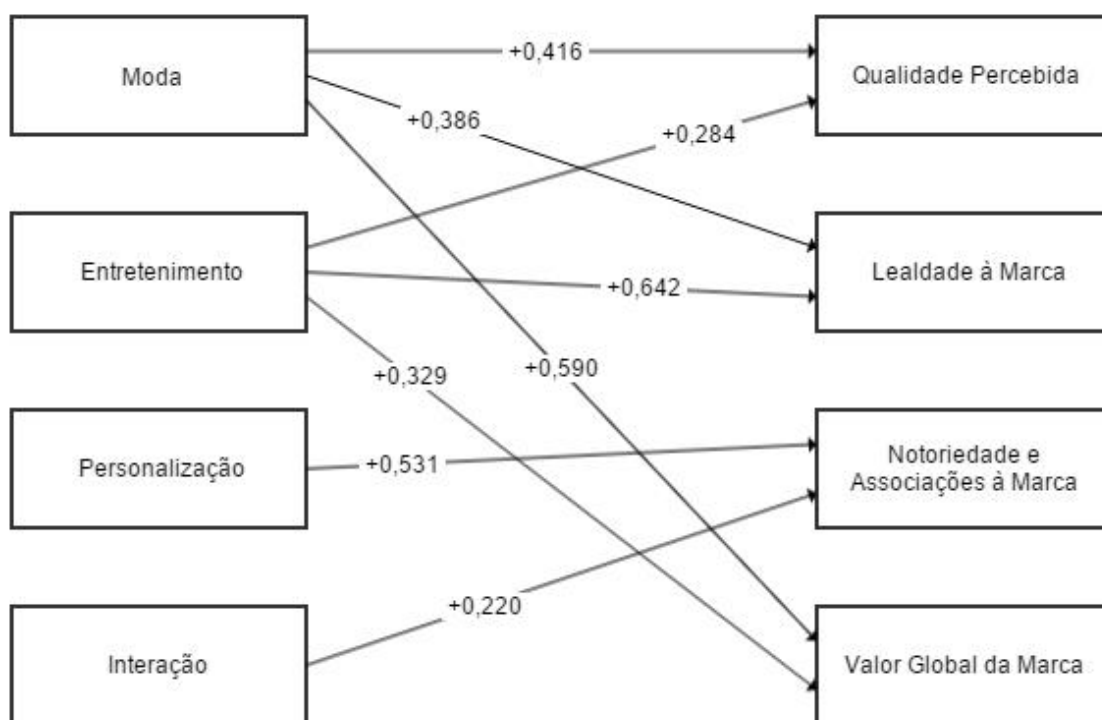 Moda
+0,416
Qualidade Percebida
+0,386
+0,284
Entretenimento
Lealdade à Marca
+0,642
+0,590
+0,329
Personalização
+0,531
Notoriedade e
Associações à Marca
+0,220
Interação
Valor Global da Marca